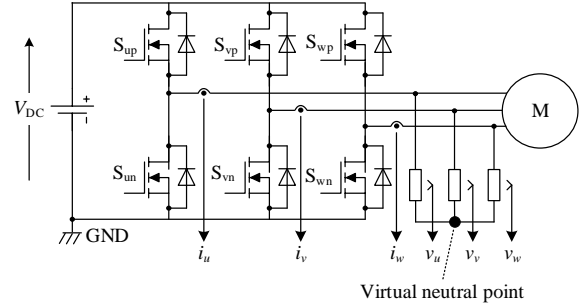 S_up S_vp S_wp
V_DC + -
M
S_un S_vn S_wn
GND
i_u i_v i_w v_u v_v v_w
Virtual neutral point